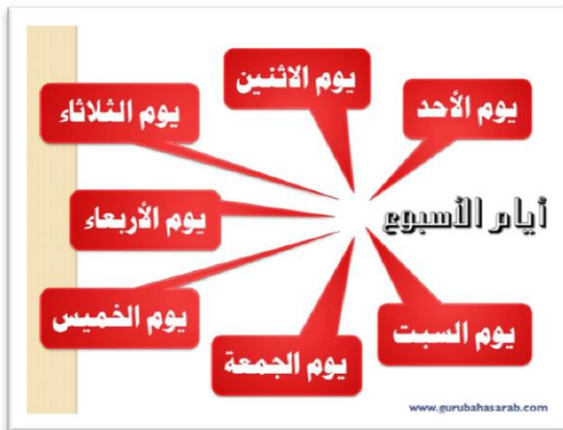 أيام الأسبوع
يوم الأحد
يوم الاثنين
يوم الثلاثاء
يوم الأربعاء
يوم الخميس
يوم الجمعة
يوم السبت
www.gurubahasarab.com